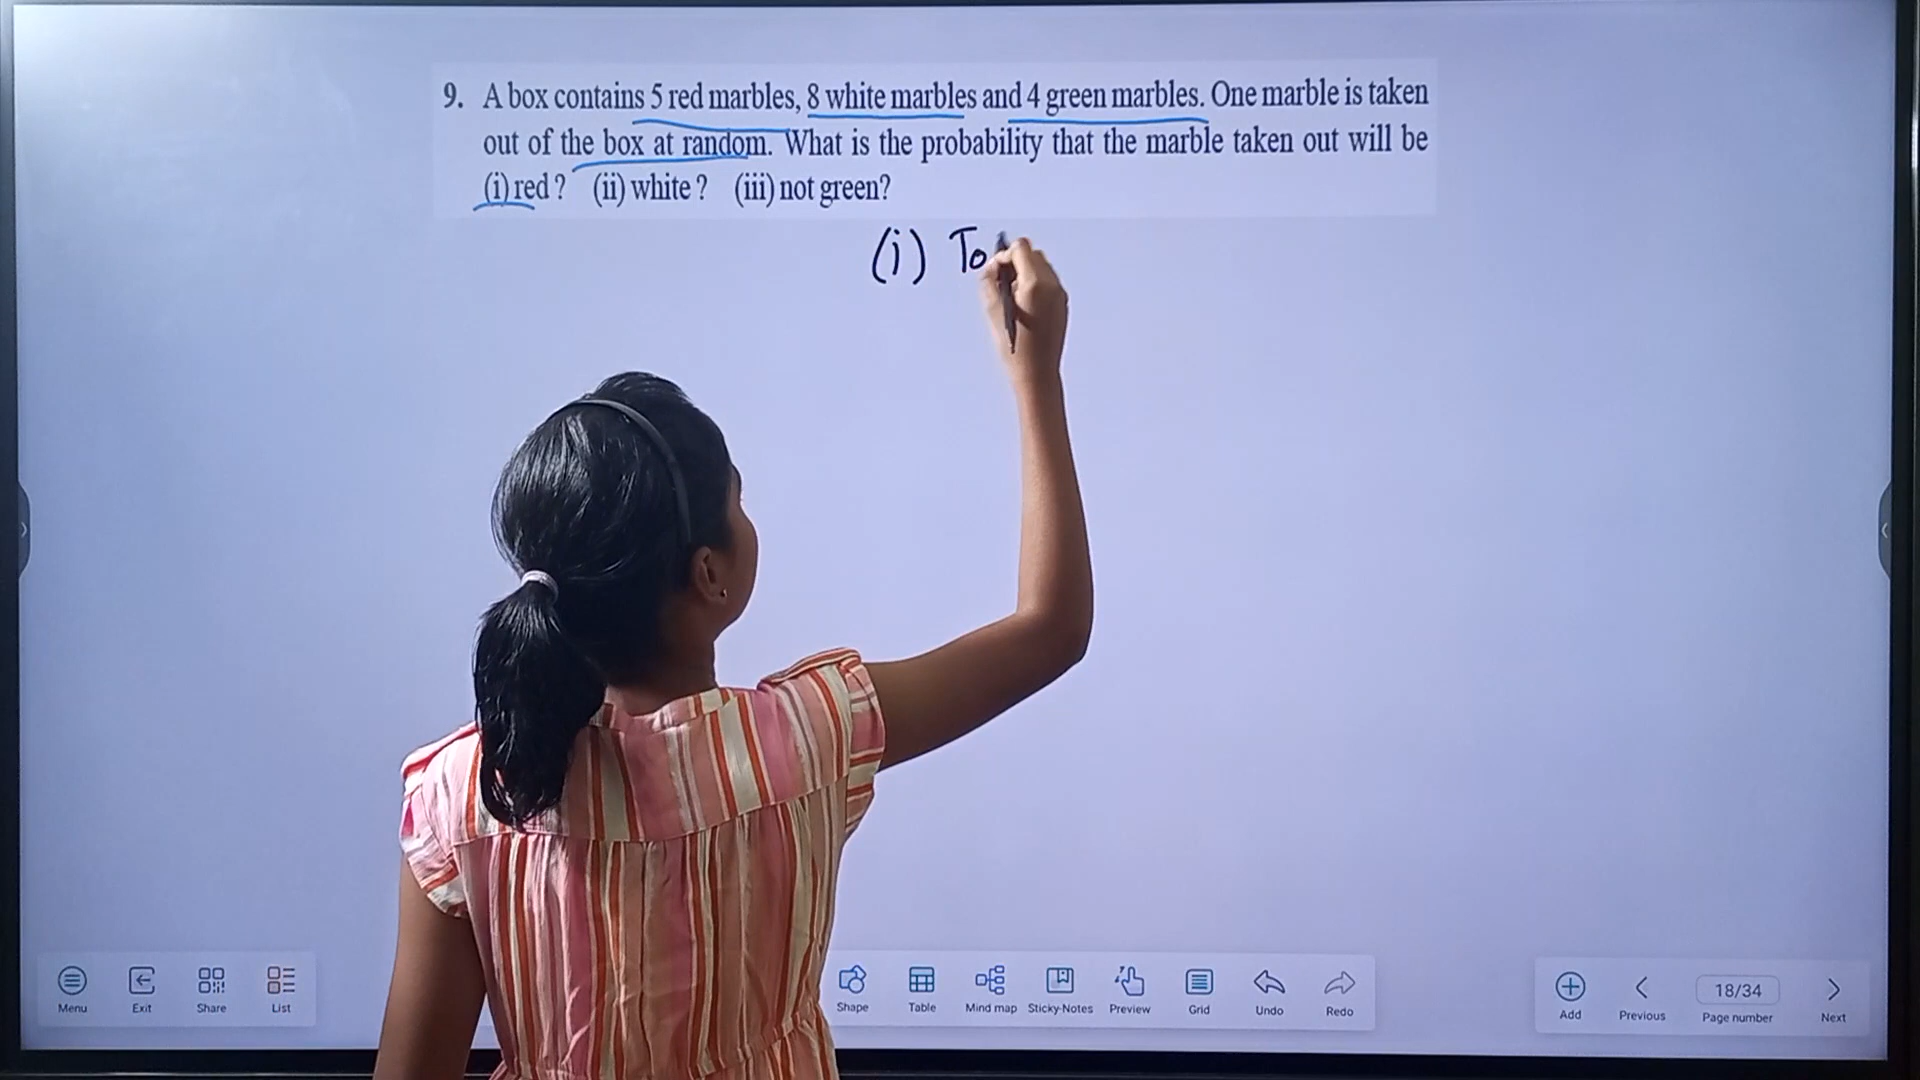 9. A box contains 5 red marbles, 8 white marbles and 4 green marbles. One marble is taken
out of the box at random. What is the probability that the marble taken out will be
(i) red? (ii) white? (iii) not green?
(i) To
Menu
Exit
Share
List
Shape
Table
Mind map
Sticky-Notes
Preview
Grid
Undo
Redo
Add
Previous
18/34
Page number
Next